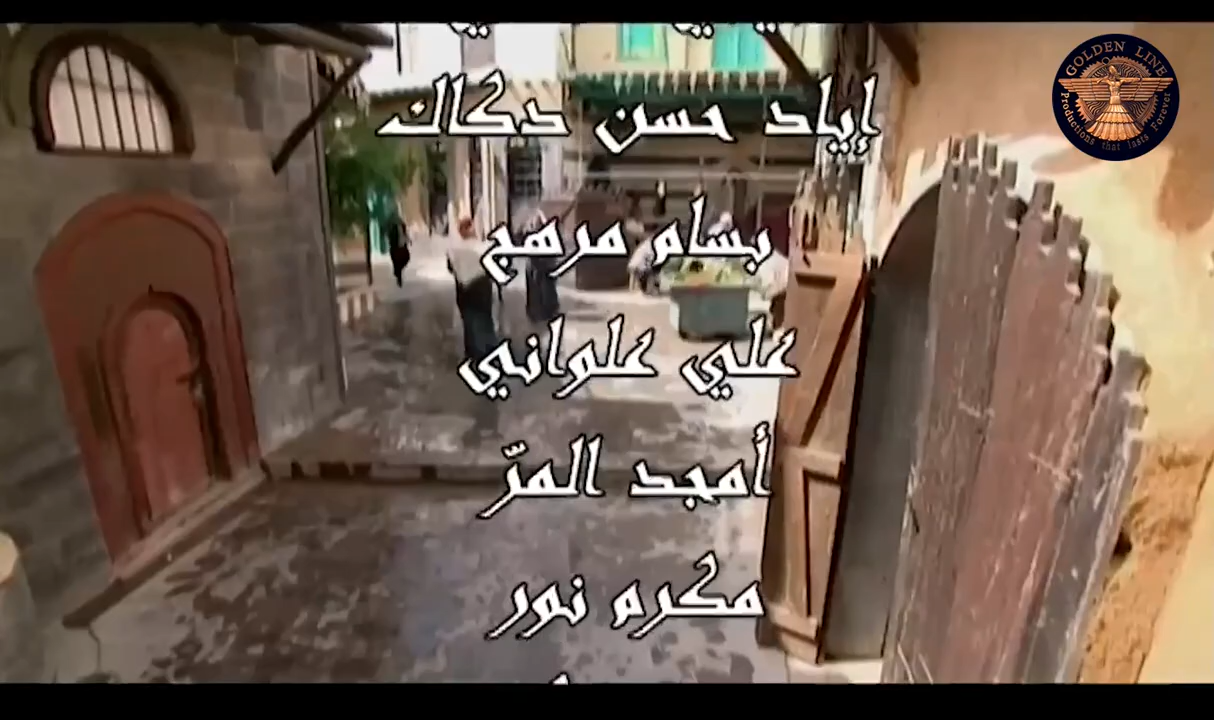 GOLDEN LINE
Productions that lasts Forever
إياد حسن دكاك
بسام مرهج
علي علواني
أمجد المرّ
مكرم نور